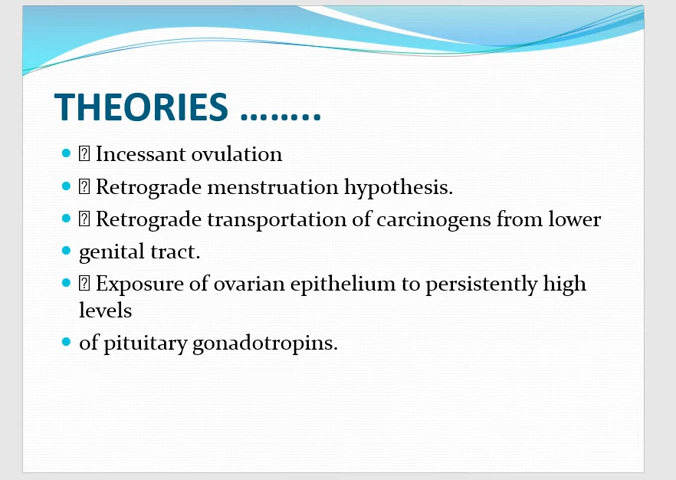 THEORIES ……..
• ⍰ Incessant ovulation
• ⍰ Retrograde menstruation hypothesis.
• ⍰ Retrograde transportation of carcinogens from lower
• genital tract.
• ⍰ Exposure of ovarian epithelium to persistently high
levels
• of pituitary gonadotropins.